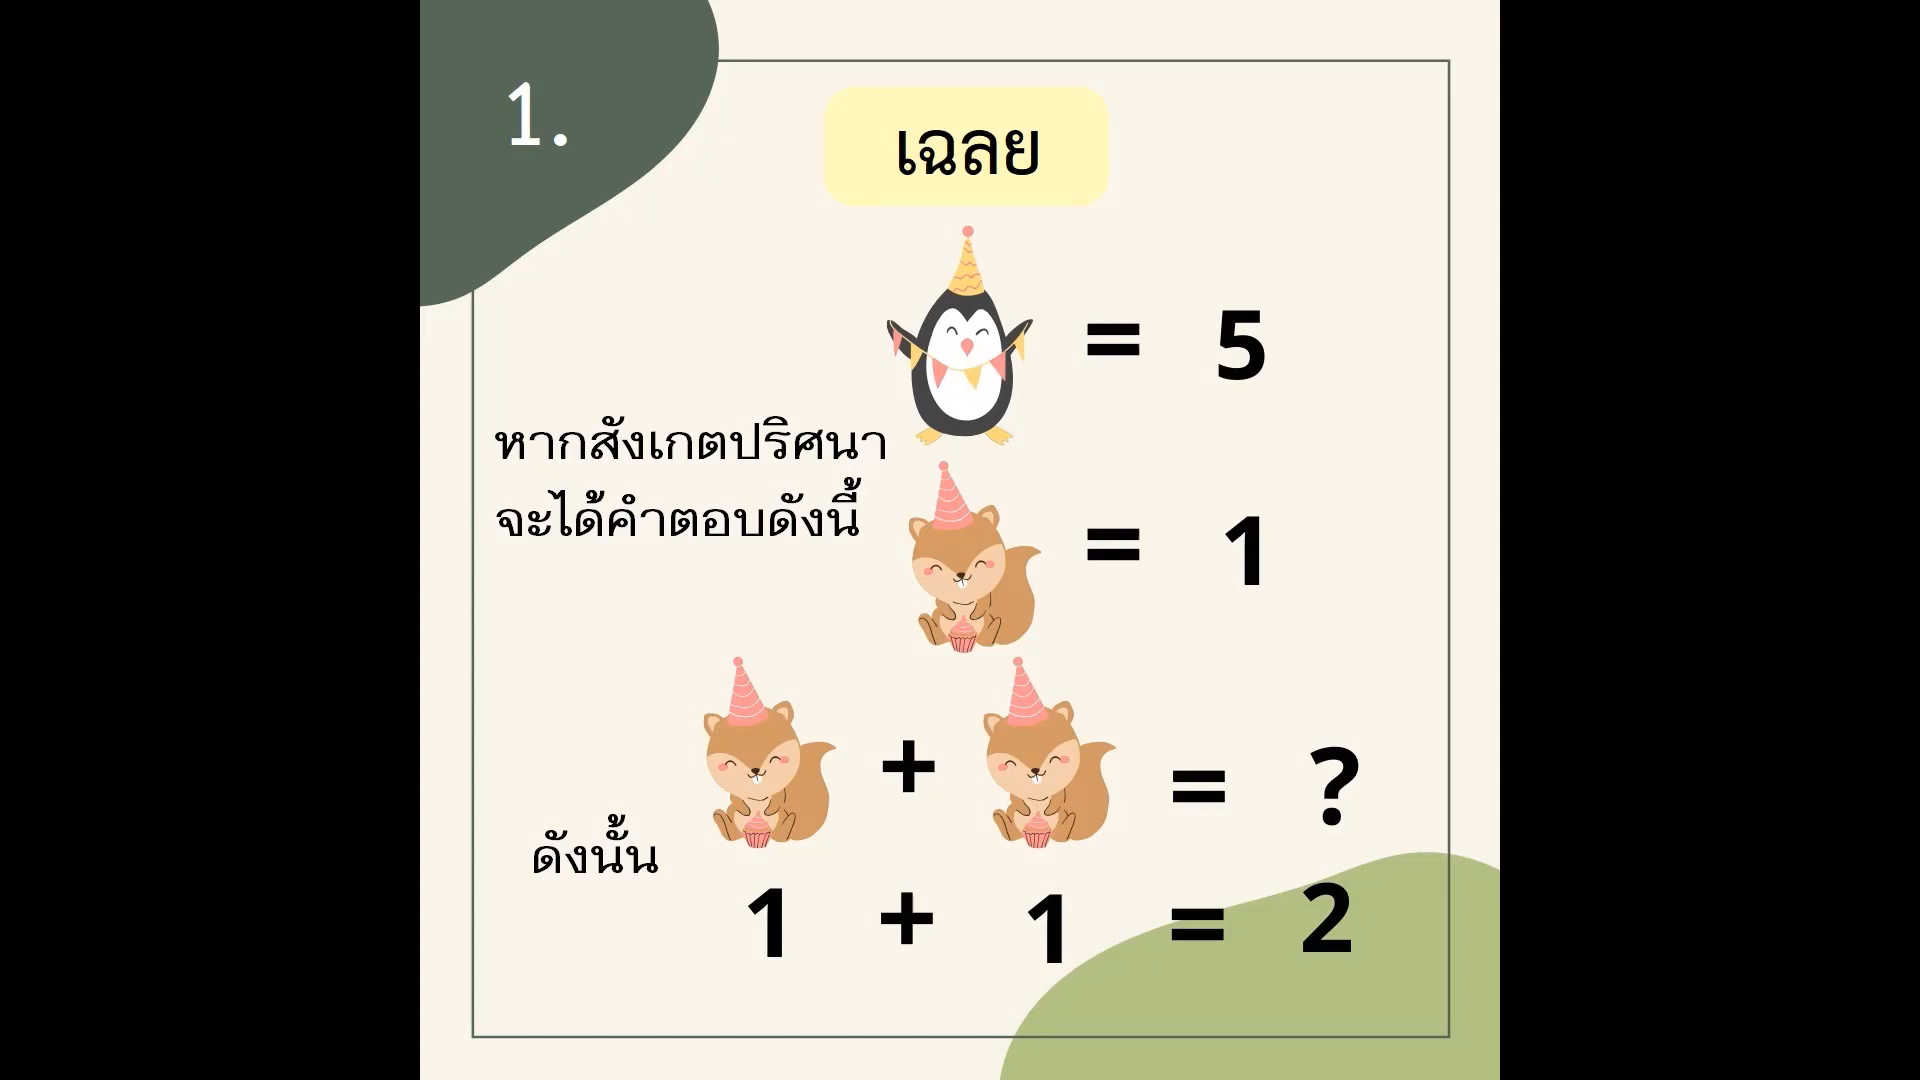 1.
เฉลย
= 5
หากสังเกตปริศนา
จะได้คำตอบดังนี้
= 1
+ = ?
ดังนั้น
1 + 1 = 2